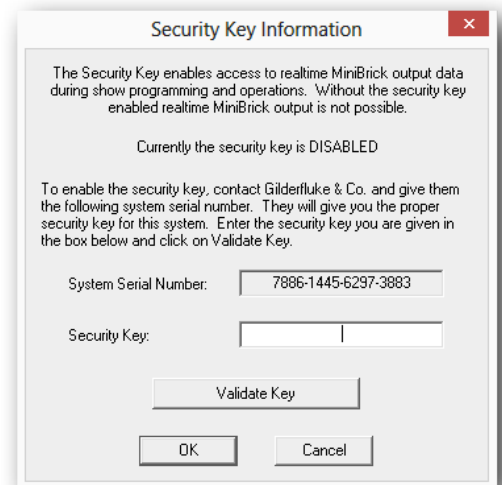 Security Key Information
The Security Key enables access to realtime MiniBrick output data
during show programming and operations. Without the security key
enabled realtime MiniBrick output is not possible.
Currently the security key is DISABLED
To enable the security key, contact Gilderfluke & Co. and give them
the following system serial number. They will give you the proper
security key for this system. Enter the security key you are given in
the box below and click on Validate Key.
System Serial Number: 7886-1445-6297-3883
Security Key:
Validate Key
OK Cancel